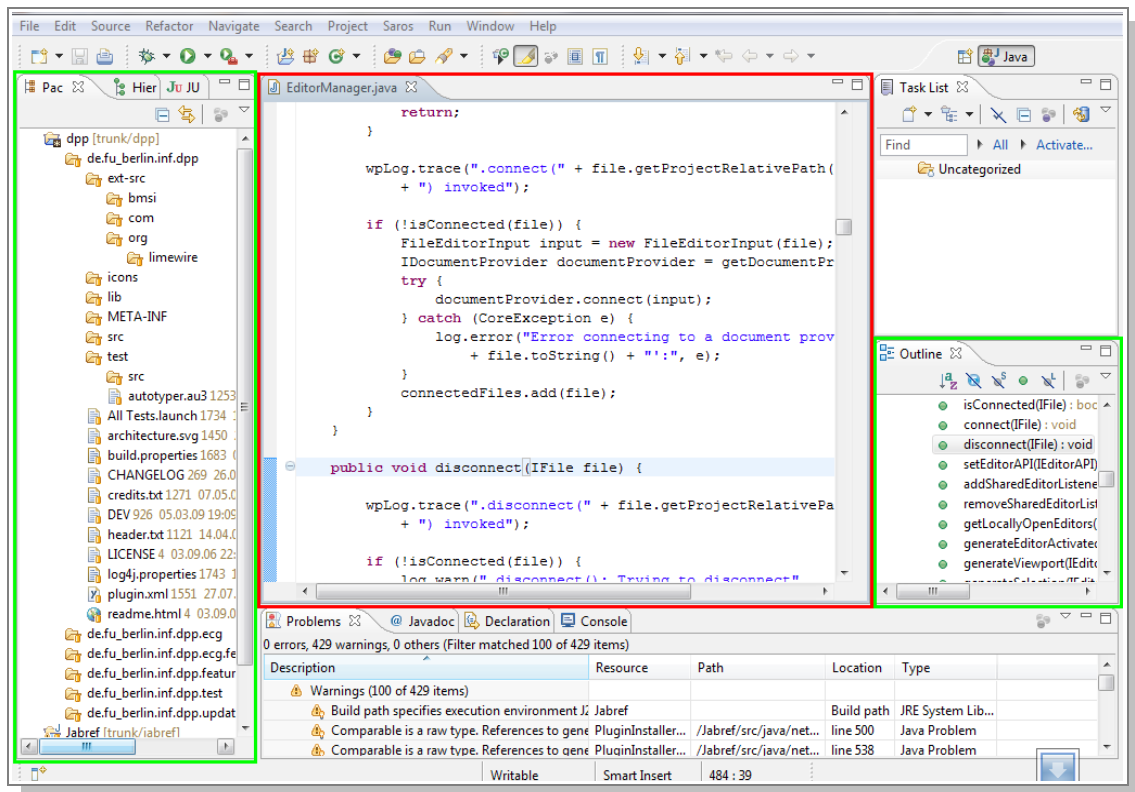 File Edit Source Refactor Navigate Search Project Saros Run Window Help
Java
Pac Hier JU JU
dpp [trunk/dpp]
de.fu_berlin.inf.dpp
ext-src
bmsi
com
org
limewire
icons
lib
META-INF
src
test
src
autotyper.au3 1253
All Tests.launch 1734
architecture.svg 1450
build.properties 1683
CHANGELOG 269 26.0
credits.txt 1271 07.05.0
DEV 926 05.03.09 19:09
header.txt 1121 14.04.0
LICENSE 4 03.09.06 22:
log4j.properties 1743 1
plugin.xml 1551 27.07.
readme.html 4 03.09.0
de.fu_berlin.inf.dpp.ecg
de.fu_berlin.inf.dpp.ecg.fe
de.fu_berlin.inf.dpp.featur
de.fu_berlin.inf.dpp.test
de.fu_berlin.inf.dpp.updat
Jabref [trunk/jabref]
EditorManager.java
return;
}
wpLog.trace(".connect(" + file.getProjectRelativePath(
+ ") invoked");
if (!isConnected(file)) {
FileEditorInput input = new FileEditorInput(file);
IDocumentProvider documentProvider = getDocumentPr
try {
documentProvider.connect(input);
} catch (CoreException e) {
log.error("Error connecting to a document prov
+ file.toString() + "':", e);
}
connectedFiles.add(file);
}
}
public void disconnect(IFile file) {
wpLog.trace(".disconnect(" + file.getProjectRelativePa
+ ") invoked");
if (!isConnected(file)) {
log.warn(".disconnect(): Trying to disconnect"
Task List
Find All Activate...
Uncategorized
Outline
isConnected(IFile) : boc
connect(IFile) : void
disconnect(IFile) : void
setEditorAPI(IEditorAPI)
addSharedEditorListene
removeSharedEditorList
getLocallyOpenEditors(
generateEditorActivated
generateViewport(IEdito
generateSelection(IEdit
Problems @ Javadoc Declaration Console
0 errors, 429 warnings, 0 others (Filter matched 100 of 429 items)
Description Resource Path Location Type
Warnings (100 of 429 items)
Build path specifies execution environment J2 Jabref Build path JRE System Lib...
Comparable is a raw type. References to gene PluginInstaller... /Jabref/src/java/net... line 500 Java Problem
Comparable is a raw type. References to gene PluginInstaller... /Jabref/src/java/net... line 538 Java Problem
Writable Smart Insert 484 : 39